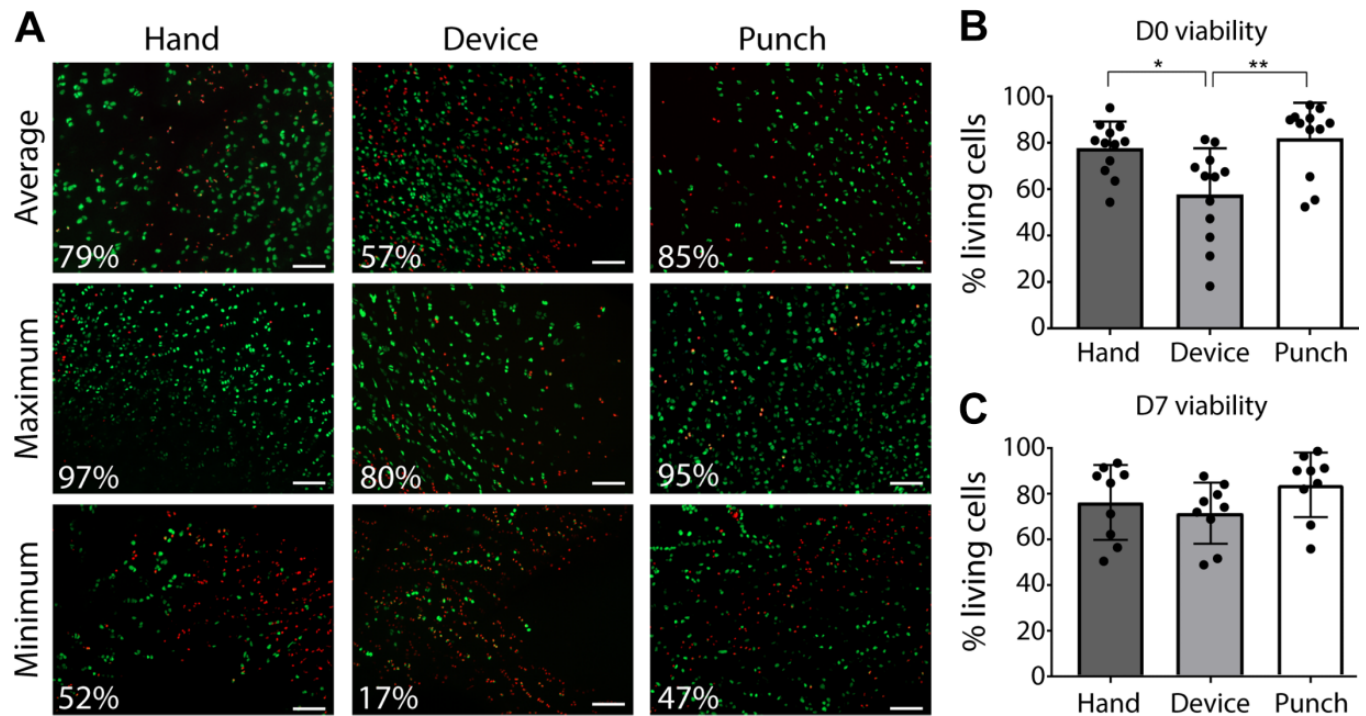 A
Hand
Device
Punch
Average
79%
57%
85%
Maximum
97%
80%
95%
Minimum
52%
17%
47%
B
D0 viability
*
**
% living cells
100
80
60
40
20
0
Hand
Device
Punch
C
D7 viability
% living cells
100
80
60
40
20
0
Hand
Device
Punch